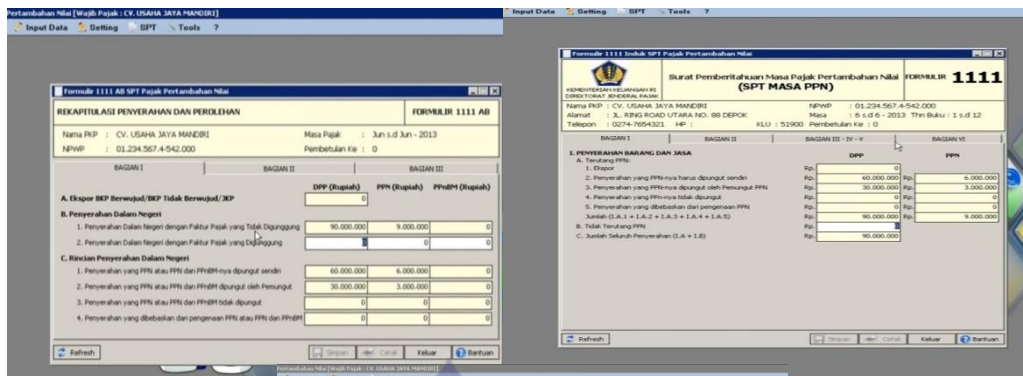 Pertambahan Nilai [Wajib Pajak : CV. USAHA JAYA MANDIRI]
Input Data Setting SPT Tools ?
Formulir 1111 AB SPT Pajak Pertambahan Nilai
REKAPITULASI PENYERAHAN DAN PEROLEHAN FORMULIR 1111 AB
Nama PKP : CV. USAHA JAYA MANDIRI Masa Pajak : Jun s.d Jun - 2013
NPWP : 01.234.567.4-542.000 Pembetulan Ke : 0
BAGIAN I BAGIAN II BAGIAN III
DPP (Rupiah) PPN (Rupiah) PPnBM (Rupiah)
A. Ekspor BKP Berwujud/BKP Tidak Berwujud/JKP 0
B. Penyerahan Dalam Negeri
1. Penyerahan Dalam Negeri dengan Faktur Pajak yang Tidak Digunggung 90.000.000 9.000.000 0
2. Penyerahan Dalam Negeri dengan Faktur Pajak yang Digunggung 0 0 0
C. Rincian Penyerahan Dalam Negeri
1. Penyerahan yang PPN atau PPN dan PPnBM-nya dipungut sendiri 60.000.000 6.000.000 0
2. Penyerahan yang PPN atau PPN dan PPnBM dipungut oleh Pemungut 30.000.000 3.000.000 0
3. Penyerahan yang PPN atau PPN dan PPnBM tidak dipungut 0 0 0
4. Penyerahan yang dibebaskan dari pengenaan PPN atau PPN dan PPnBM 0 0 0
Refresh Simpan Cetak Keluar Bantuan
Input Data Setting SPT Tools ?
Formulir 1111 Induk SPT Pajak Pertambahan Nilai
KEMENTERIAN KEUANGAN RI
DIREKTORAT JENDERAL PAJAK
Surat Pemberitahuan Masa Pajak Pertambahan Nilai
(SPT MASA PPN)
FORMULIR 1111
Nama PKP : CV. USAHA JAYA MANDIRI NPWP : 01.234.567.4-542.000
Alamat : JL. RING ROAD UTARA NO. 88 DEPOK Masa : 6 s.d 6 - 2013 Thn Buku : 1 s.d 12
Telepon : 0274-7654321 HP : KLU : 51900 Pembetulan Ke : 0
BAGIAN I BAGIAN II BAGIAN III - IV - V BAGIAN VI
I. PENYERAHAN BARANG DAN JASA DPP PPN
A. Terutang PPN:
1. Ekspor Rp. 0
2. Penyerahan yang PPN-nya harus dipungut sendiri Rp. 60.000.000 Rp. 6.000.000
3. Penyerahan yang PPN-nya dipungut oleh Pemungut PPN Rp. 30.000.000 Rp. 3.000.000
4. Penyerahan yang PPN-nya tidak dipungut Rp. 0 Rp. 0
5. Penyerahan yang dibebaskan dari pengenaan PPN Rp. 0 Rp. 0
Jumlah (I.A.1 + I.A.2 + I.A.3 + I.A.4 + I.A.5) Rp. 90.000.000 Rp. 9.000.000
B. Tidak Terutang PPN Rp. 0
C. Jumlah Seluruh Penyerahan (I.A + I.B) Rp. 90.000.000
Refresh Simpan Cetak Keluar Bantuan
Pertambahan Nilai [Wajib Pajak : CV. USAHA JAYA MANDIRI]